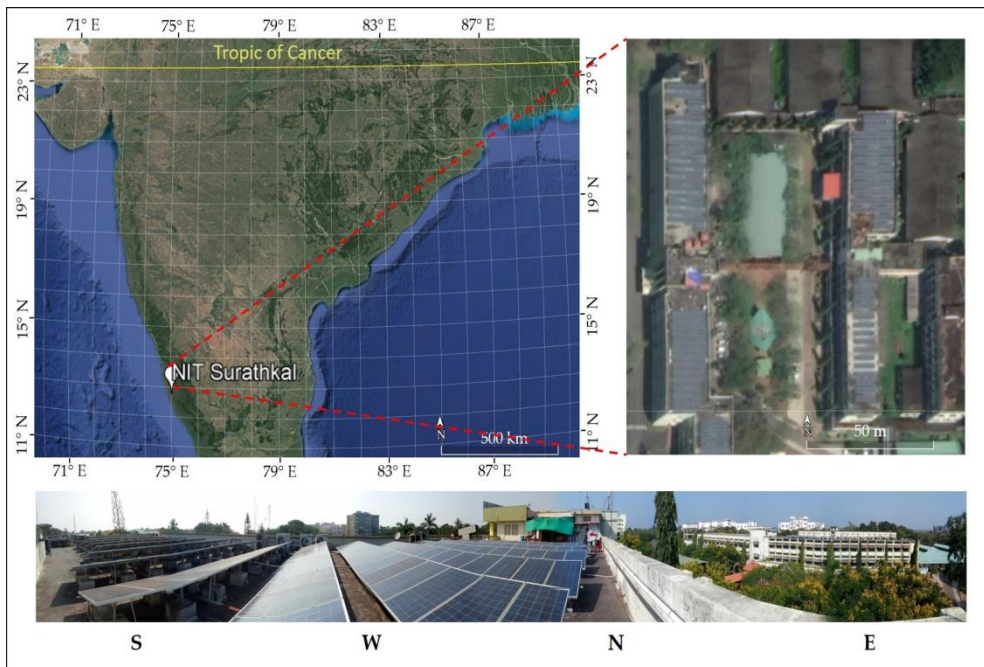 71° E 75° E 79° E 83° E 87° E
Tropic of Cancer
23° N
19° N
15° N
11° N
23° N
19° N
15° N
11° N
NIT Surathkal
N
500 km
71° E 75° E 79° E 83° E 87° E
N
50 m
S W N E